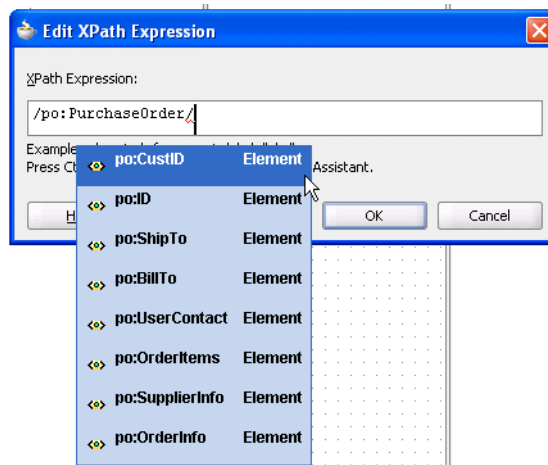 Edit XPath Expression
XPath Expression:
/po:PurchaseOrder/
Example
Press Ct Assistant.
H OK Cancel
po:CustID Element
po:ID Element
po:ShipTo Element
po:BillTo Element
po:UserContact Element
po:OrderItems Element
po:SupplierInfo Element
po:OrderInfo Element